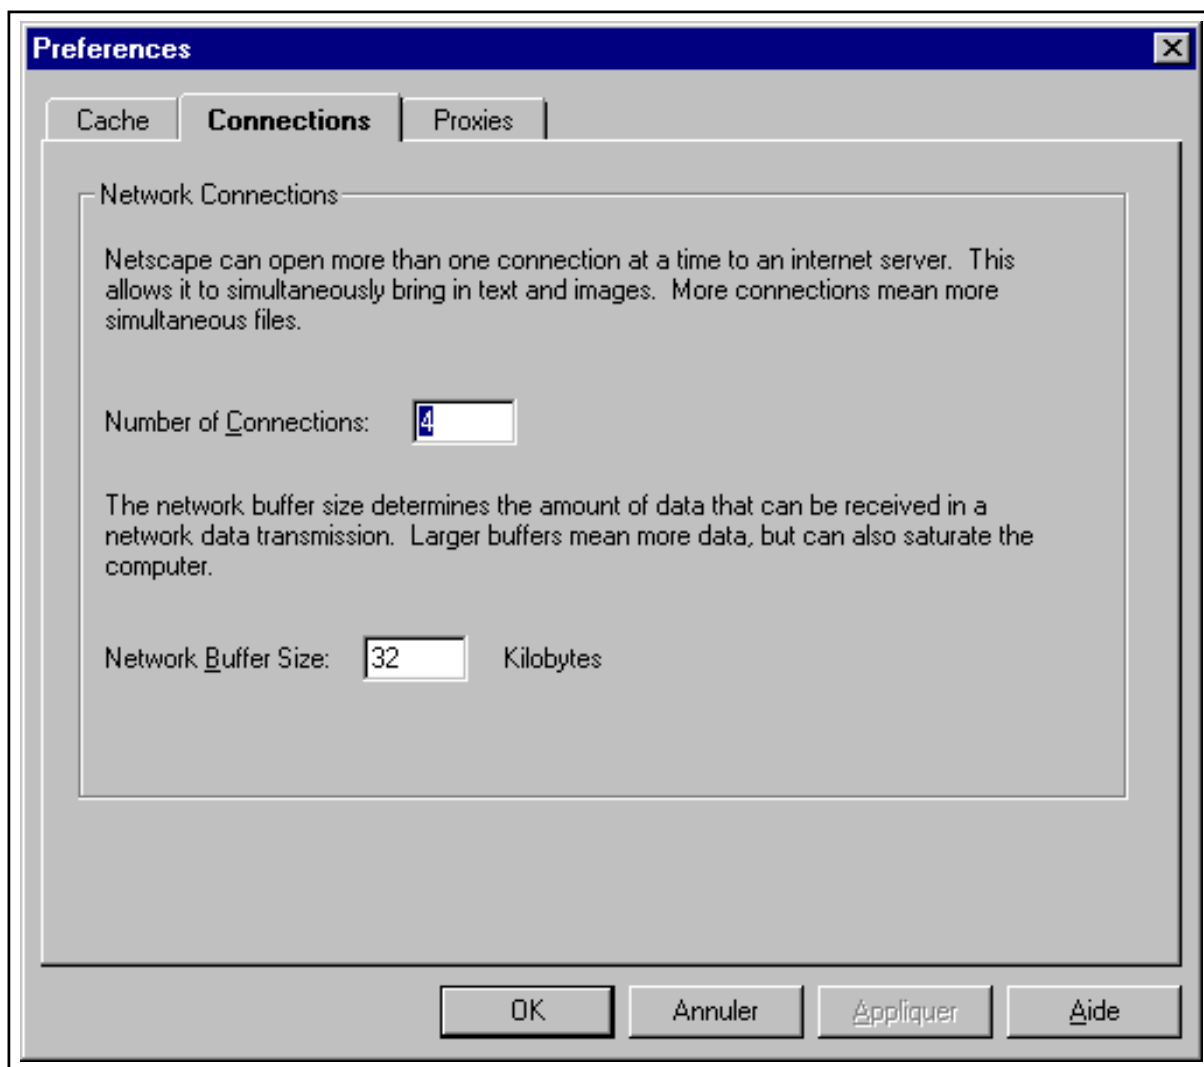 Preferences
Cache Connections Proxies
Network Connections
Netscape can open more than one connection at a time to an internet server. This
allows it to simultaneously bring in text and images. More connections mean more
simultaneous files.
Number of Connections: 4
The network buffer size determines the amount of data that can be received in a
network data transmission. Larger buffers mean more data, but can also saturate the
computer.
Network Buffer Size: 32 Kilobytes
OK Annuler Appliquer Aide